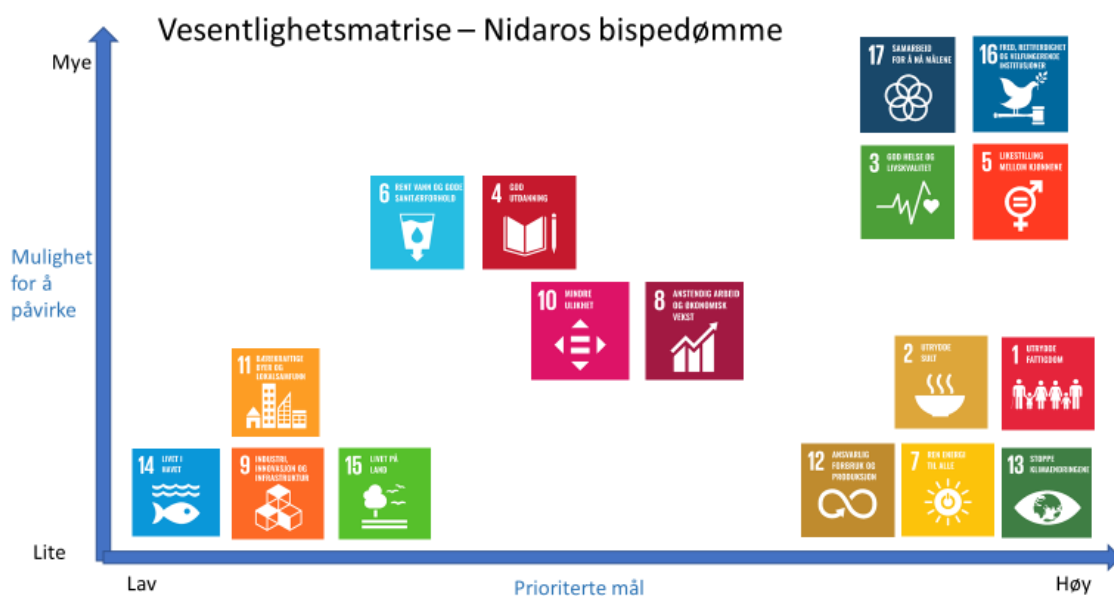 Vesentlighetsmatrise – Nidaros bispedømme
Mye
17 SAMARBEID
FOR Å NÅ MÅLENE
16 FRED, RETTFERDIGHET
OG VELFUNGERENDE
INSTITUSJONER
3 GOD HELSE OG
LIVSKVALITET
5 LIKESTILLING
MELLOM KJØNNENE
6 RENT VANN OG GODE
SANITÆRFORHOLD
4 GOD
UTDANNING
Mulighet
for å
påvirke
10 MINDRE
ULIKHET
8 ANSTENDIG ARBEID
OG ØKONOMISK
VEKST
11 BÆREKRAFTIGE
BYER OG
LOKALSAMFUNN
2 UTRYDDE
SULT
1 UTRYDDE
FATTIGDOM
14 LIVET I
HAVET
9 INDUSTRI,
INNOVASJON OG
INFRASTRUKTUR
15 LIVET PÅ
LAND
12 ANSVARLIG
FORBRUK OG
PRODUKSJON
7 REN ENERGI
TIL ALLE
13 STOPPE
KLIMAENDRINGENE
Lite
Lav
Prioriterte mål
Høy